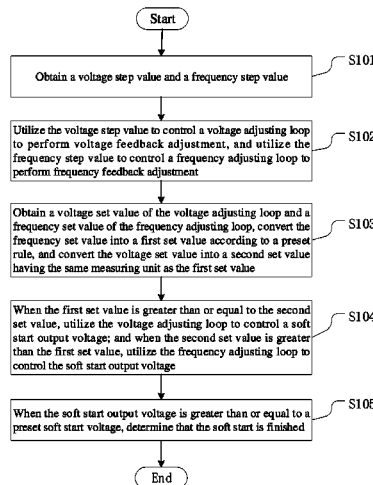 Start
Obtain a voltage step value and a frequency step value
S101
Utilize the voltage step value to control a voltage adjusting loop
to perform voltage feedback adjustment, and utilize the
frequency step value to control a frequency adjusting loop to
perform frequency feedback adjustment
S102
Obtain a voltage set value of the voltage adjusting loop and a
frequency set value of the frequency adjusting loop, convert the
frequency set value into a first set value according to a preset
rule, and convert the voltage set value into a second set value
having the same measuring unit as the first set value
S103
When the first set value is greater than or equal to the second
set value, utilize the voltage adjusting loop to control a soft
start output voltage; and when the second set value is greater
than the first set value, utilize the frequency adjusting loop to
control the soft start output voltage
S104
When the soft start output voltage is greater than or equal to a
preset soft start voltage, determine that the soft start is finished
S105
End